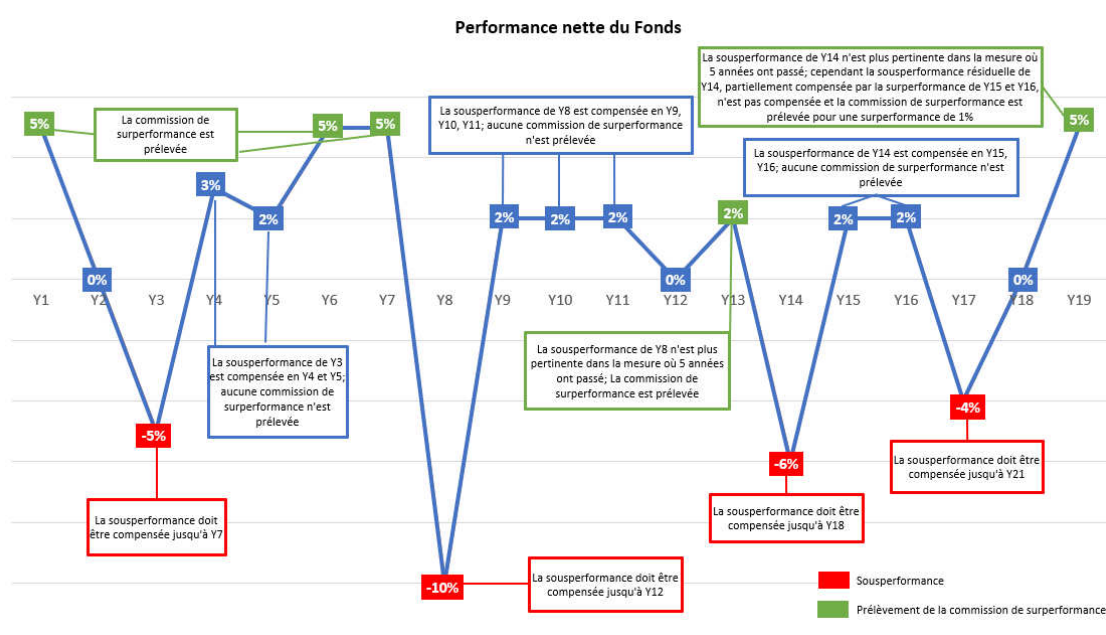 Performance nette du Fonds
La sousperformance de Y14 n'est plus pertinente dans la mesure où
5 années ont passé; cependant la sousperformance résiduelle de
Y14, partiellement compensée par la surperformance de Y15 et Y16,
n'est pas compensée et la commission de surperformance est
prélevée pour une surperformance de 1%
La commission de
surperformance est
prélevée
La sousperformance de Y8 est compensée en Y9,
Y10, Y11; aucune commission de surperformance
n'est prélevée
La sousperformance de Y14 est compensée en Y15,
Y16; aucune commission de surperformance n'est
prélevée
5%
0%
-5%
3%
2%
5%
5%
-10%
2%
2%
2%
0%
2%
-6%
2%
2%
-4%
0%
5%
Y1
Y2
Y3
Y4
Y5
Y6
Y7
Y8
Y9
Y10
Y11
Y12
Y13
Y14
Y15
Y16
Y17
Y18
Y19
La sousperformance de Y3
est compensée en Y4 et Y5;
aucune commission de
surperformance n'est
prélevée
La sousperformance de Y8 n'est plus
pertinente dans la mesure où 5 années
ont passé; La commission de
surperformance est prélevée
La sousperformance doit être
compensée jusqu'à Y21
La sousperformance doit
être compensée jusqu'à Y7
La sousperformance doit être
compensée jusqu'à Y18
La sousperformance doit être
compensée jusqu'à Y12
Sousperformance
Prélèvement de la commission de surperformance